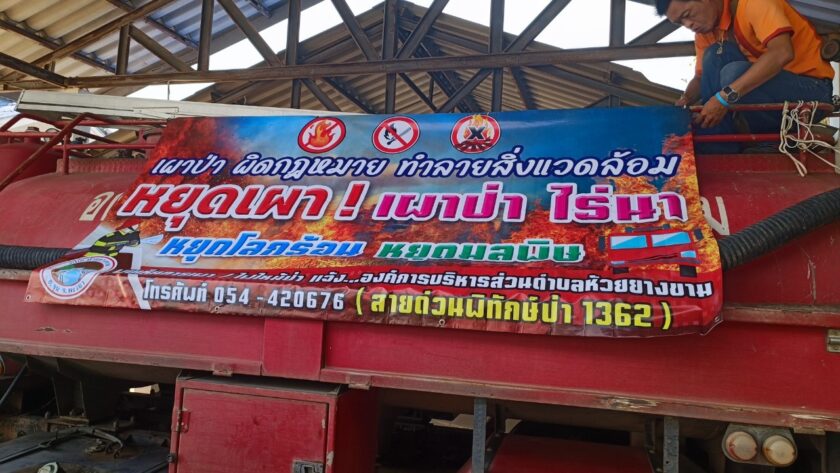 เผาป่า ผิดกฎหมาย ทำลายสิ่งแวดล้อม
หยุดเผา ! เผาป่า ไร่นา
หยุดโลกร้อน หยุดมลพิษ
แจ้ง...องค์การบริหารส่วนตำบลห้วยยางขาม
โทรศัพท์ 054 -420676 ( สายด่วนพิทักษ์ป่า 1362 )